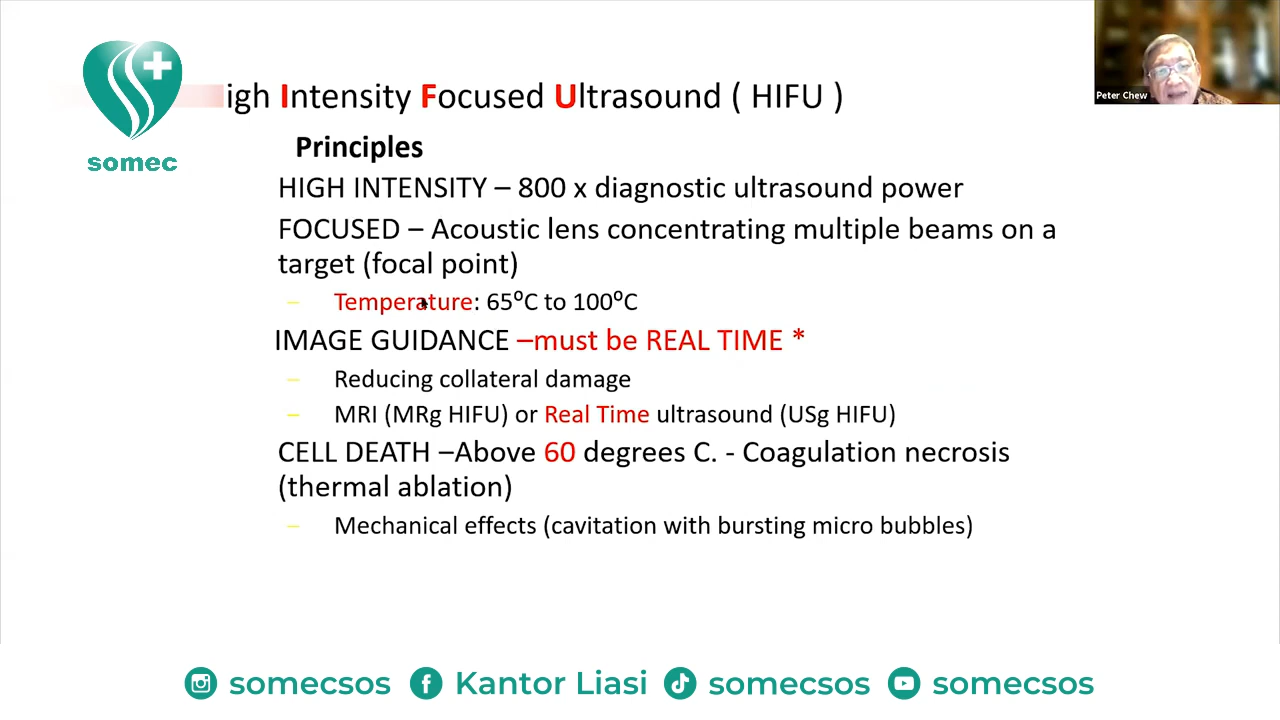 igh Intensity Focused Ultrasound ( HIFU )
Peter Chew
somec
Principles
HIGH INTENSITY – 800 x diagnostic ultrasound power
FOCUSED – Acoustic lens concentrating multiple beams on a
target (focal point)
– Temperature: 65⁰C to 100⁰C
IMAGE GUIDANCE –must be REAL TIME *
– Reducing collateral damage
– MRI (MRg HIFU) or Real Time ultrasound (USg HIFU)
CELL DEATH –Above 60 degrees C. - Coagulation necrosis
(thermal ablation)
– Mechanical effects (cavitation with bursting micro bubbles)
somecsos Kantor Liasi somecsos somecsos